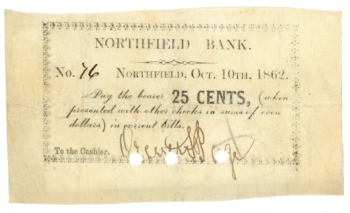 NORTHFIELD BANK.
No. 76 NORTHFIELD, OCT. 10TH, 1862.
Pay the bearer 25 CENTS, (when
presented with other checks in sums of even
dollars) in current bills.
To the Cashier.